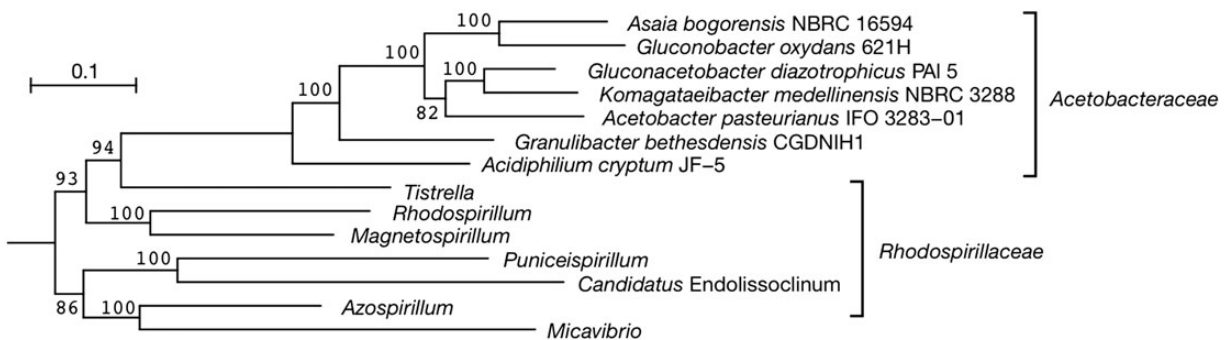 100 Asaia bogorensis NBRC 16594
Gluconobacter oxydans 621H
100
0.1
100 Gluconacetobacter diazotrophicus PAl 5
100 Komagataeibacter medellinensis NBRC 3288
Acetobacteraceae
82 Acetobacter pasteurianus IFO 3283–01
Granulibacter bethesdensis CGDNIH1
94
Acidiphilium cryptum JF–5
93
Tistrella
100 Rhodospirillum
Magnetospirillum
Rhodospirillaceae
100 Puniceispirillum
Candidatus Endolissoclinum
86 100 Azospirillum
Micavibrio